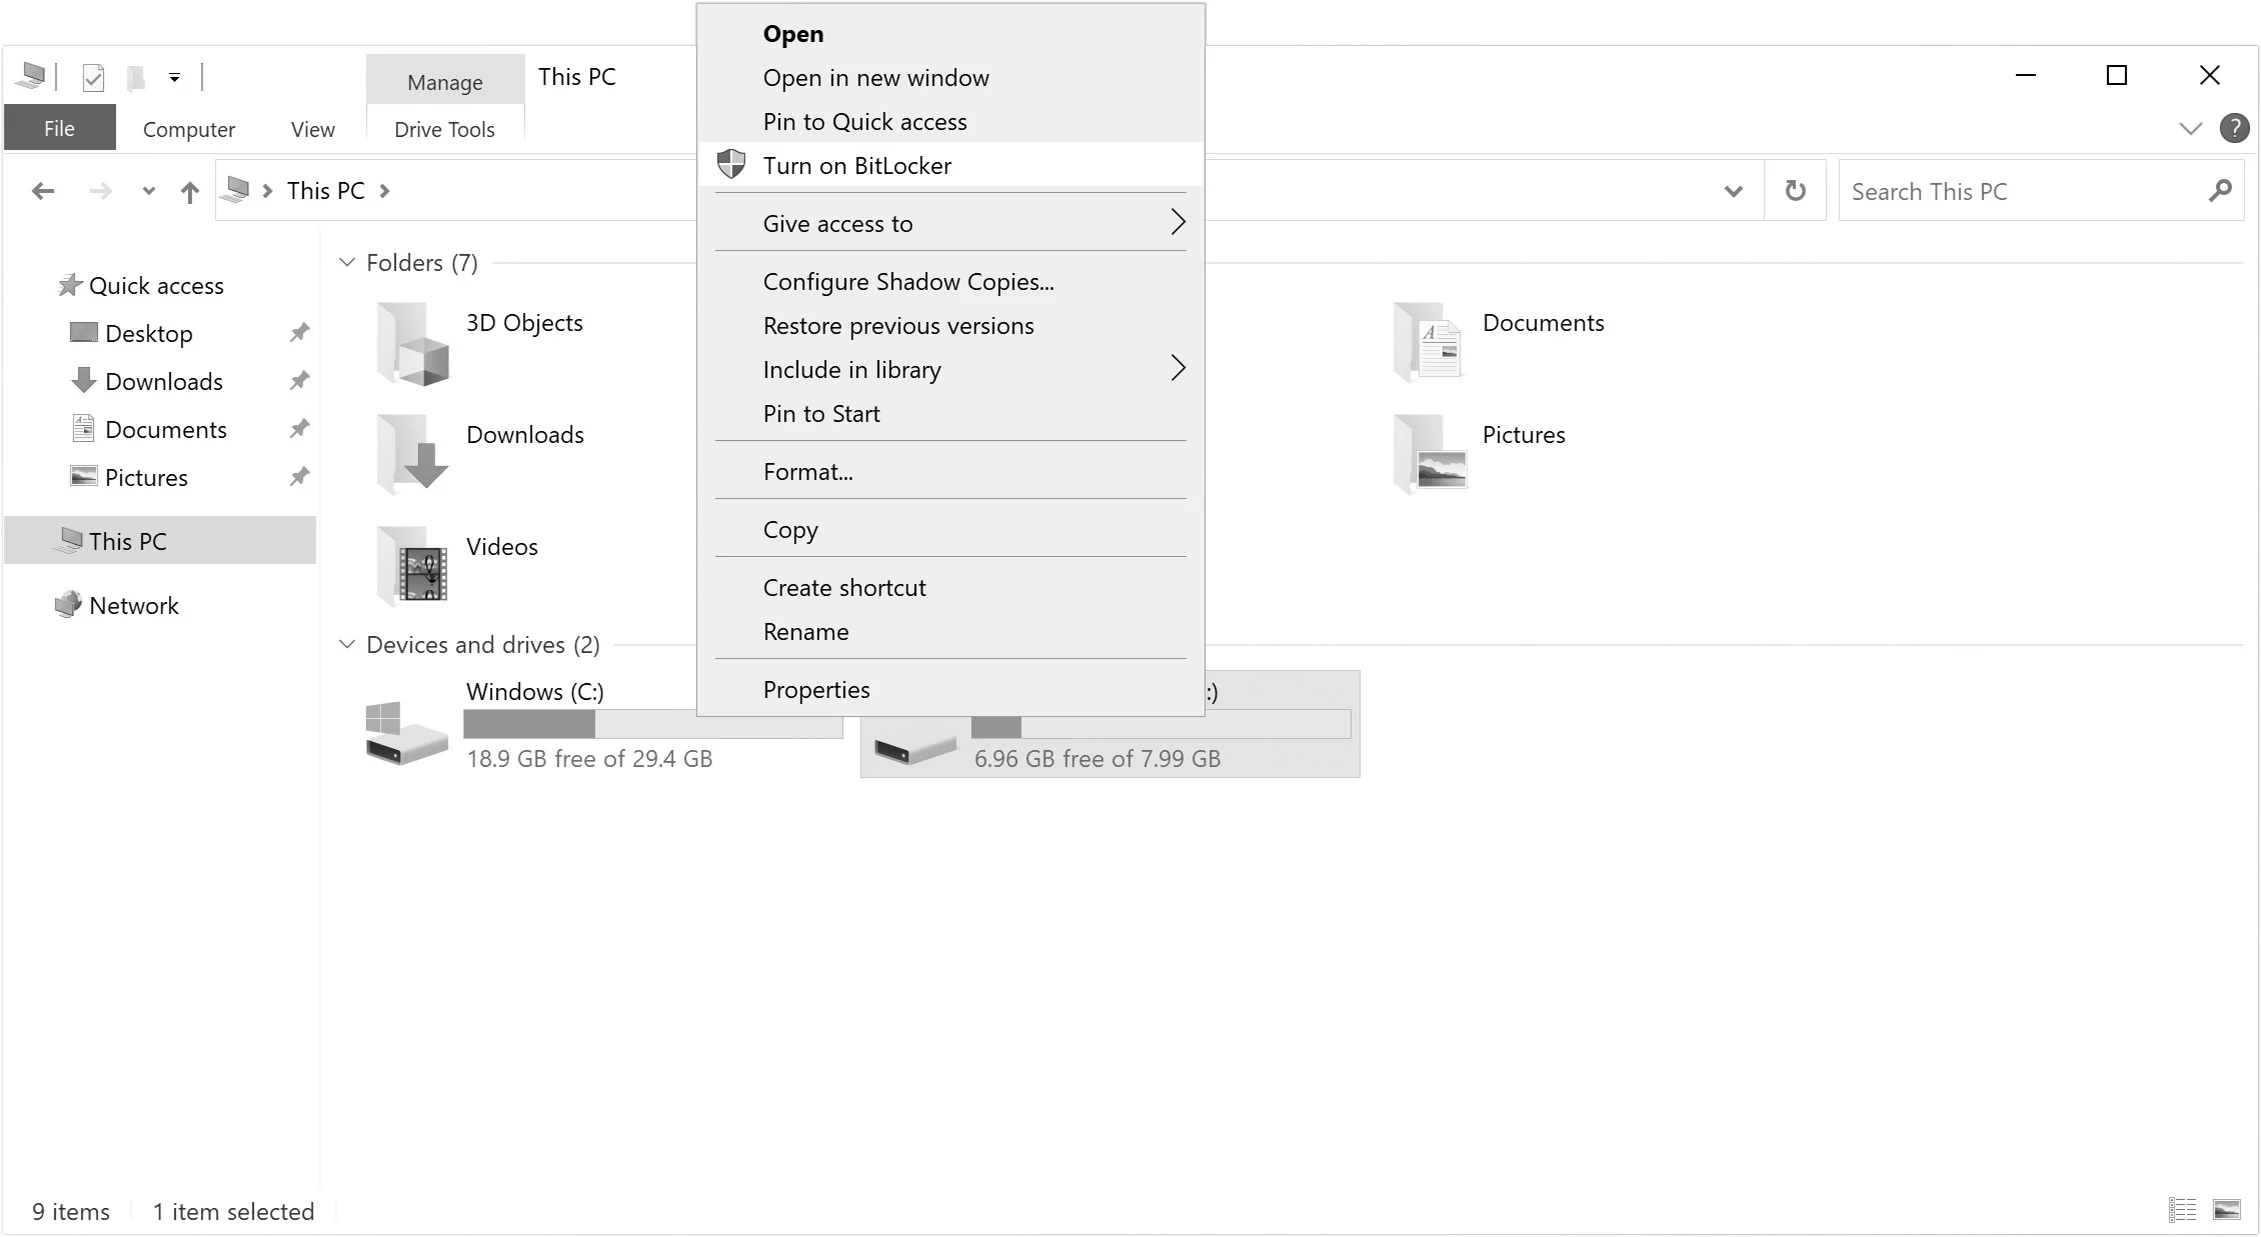 This PC
Manage
File
Computer
View
Drive Tools
This PC
Search This PC
Open
Open in new window
Pin to Quick access
Turn on BitLocker
Give access to
Configure Shadow Copies...
Restore previous versions
Include in library
Pin to Start
Format...
Copy
Create shortcut
Rename
Properties
Quick access
Desktop
Downloads
Documents
Pictures
This PC
Network
Folders (7)
3D Objects
Documents
Downloads
Pictures
Videos
Devices and drives (2)
Windows (C:)
18.9 GB free of 29.4 GB
:)
6.96 GB free of 7.99 GB
9 items
1 item selected